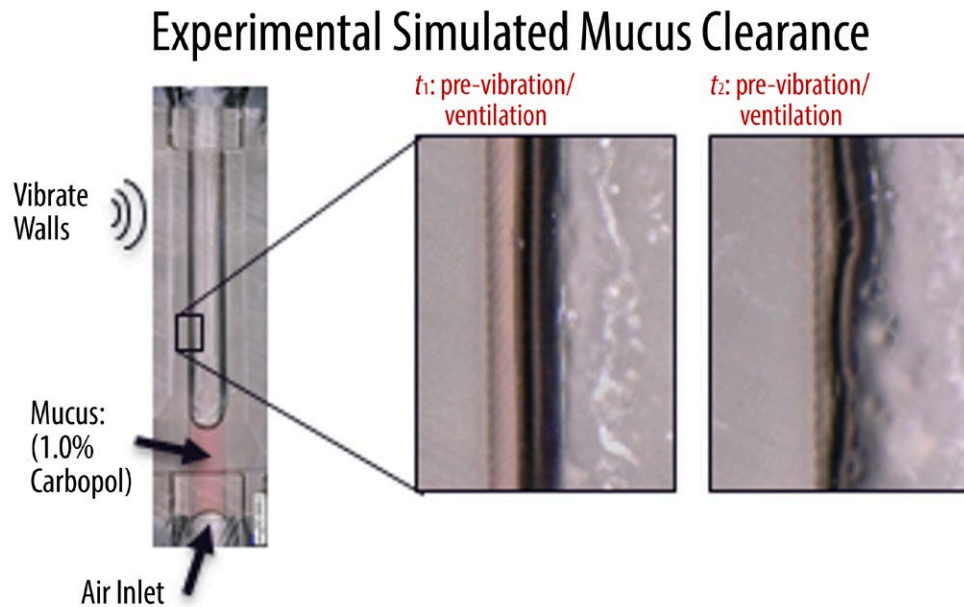 Experimental Simulated Mucus Clearance
t₁: pre-vibration/
ventilation
t₂: pre-vibration/
ventilation
Vibrate
Walls
Mucus:
(1.0%
Carbopol)
Air Inlet